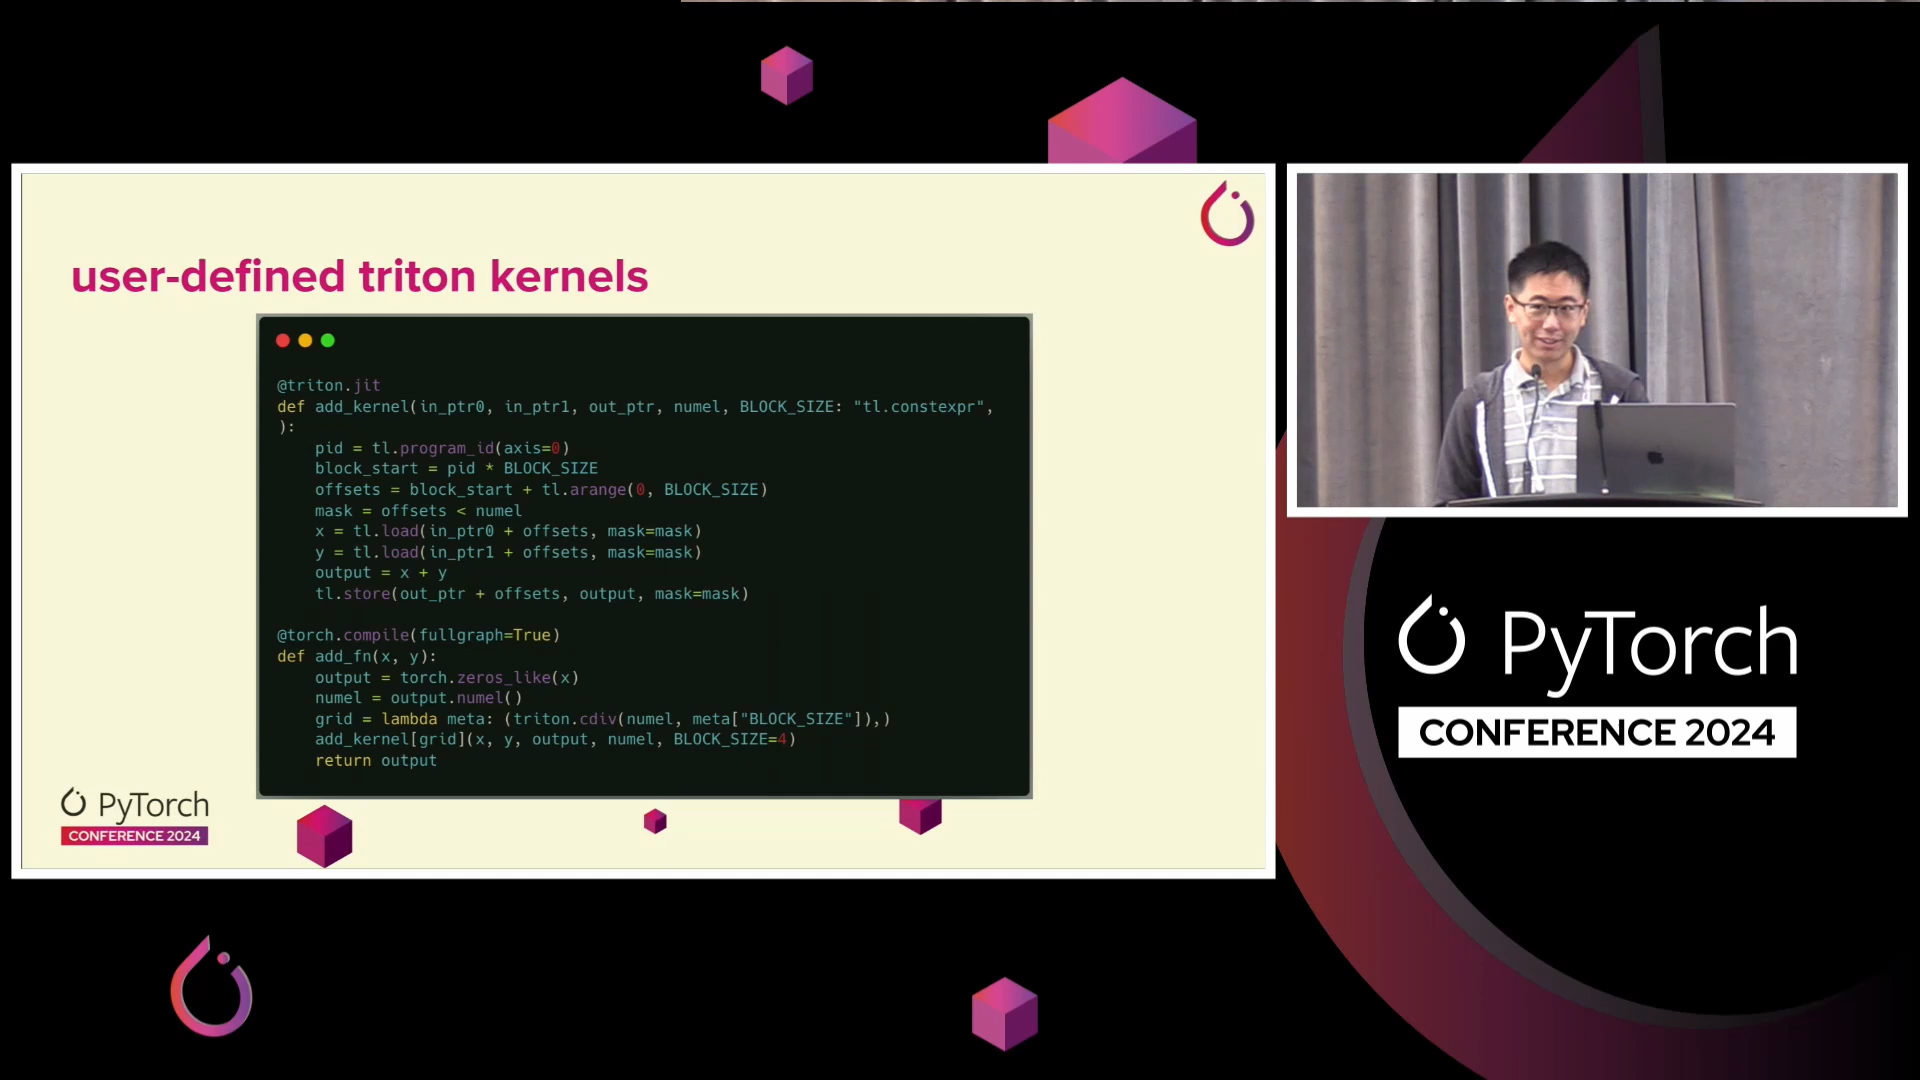 user-defined triton kernels
@triton.jit
def add_kernel(in_ptr0, in_ptr1, out_ptr, numel, BLOCK_SIZE: "tl.constexpr",
):
    pid = tl.program_id(axis=0)
    block_start = pid * BLOCK_SIZE
    offsets = block_start + tl.arange(0, BLOCK_SIZE)
    mask = offsets < numel
    x = tl.load(in_ptr0 + offsets, mask=mask)
    y = tl.load(in_ptr1 + offsets, mask=mask)
    output = x + y
    tl.store(out_ptr + offsets, output, mask=mask)
@torch.compile(fullgraph=True)
def add_fn(x, y):
    output = torch.zeros_like(x)
    numel = output.numel()
    grid = lambda meta: (triton.cdiv(numel, meta["BLOCK_SIZE"]),)
    add_kernel[grid](x, y, output, numel, BLOCK_SIZE=4)
    return output
PyTorch
CONFERENCE 2024
PyTorch
CONFERENCE 2024